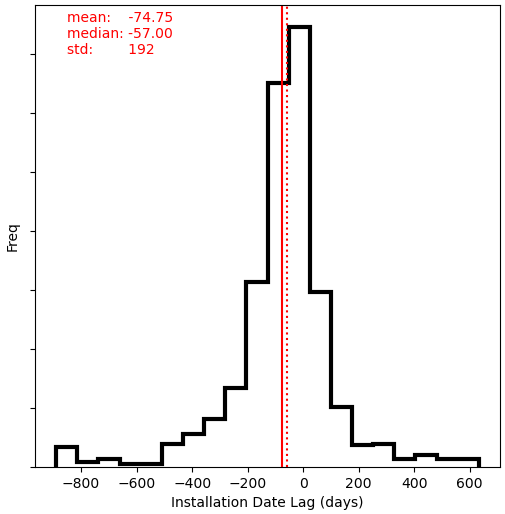 mean: -74.75
median: -57.00
std: 192
Freq
−800 −600 −400 −200 0 200 400 600
Installation Date Lag (days)